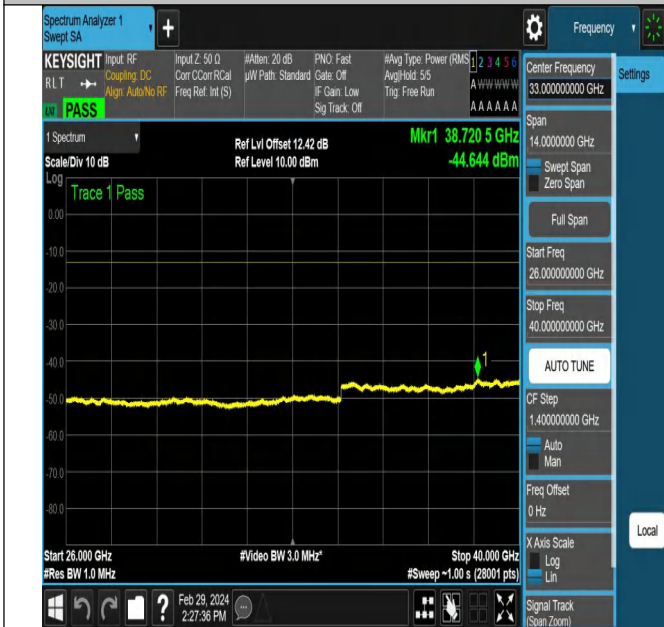 Spectrum Analyzer 1
Swept SA
+
Frequency
KEYSIGHT
RLT
LXI PASS
Input: RF
Coupling: DC
Align: Auto/No RF
Input Z: 50 Ω
Corr CCorr RCal
Freq Ref: Int (S)
#Atten: 20 dB
µW Path: Standard
PNO: Fast
Gate: Off
IF Gain: Low
Sig Track: Off
#Avg Type: Power (RMS
Avg|Hold: 5/5
Trig: Free Run
1 2 3 4 5 6
A W W W W W
A A A A A A
1 Spectrum
Scale/Div 10 dB
Ref Lvl Offset 12.42 dB
Ref Level 10.00 dBm
Mkr1 38.720 5 GHz
-44.644 dBm
Log
Trace 1 Pass
0.00
-10.0
-20.0
-30.0
-40.0
1
-50.0
-60.0
-70.0
-80.0
Start 26.000 GHz
#Res BW 1.0 MHz
#Video BW 3.0 MHz*
Stop 40.000 GHz
#Sweep ~1.00 s (28001 pts)
Feb 29, 2024
2:27:36 PM
Center Frequency
33.000000000 GHz
Settings
Span
14.0000000 GHz
Swept Span
Zero Span
Full Span
Start Freq
26.000000000 GHz
Stop Freq
40.000000000 GHz
AUTO TUNE
CF Step
1.400000000 GHz
Auto
Man
Freq Offset
0 Hz
Local
X Axis Scale
Log
Lin
Signal Track
(Span Zoom)